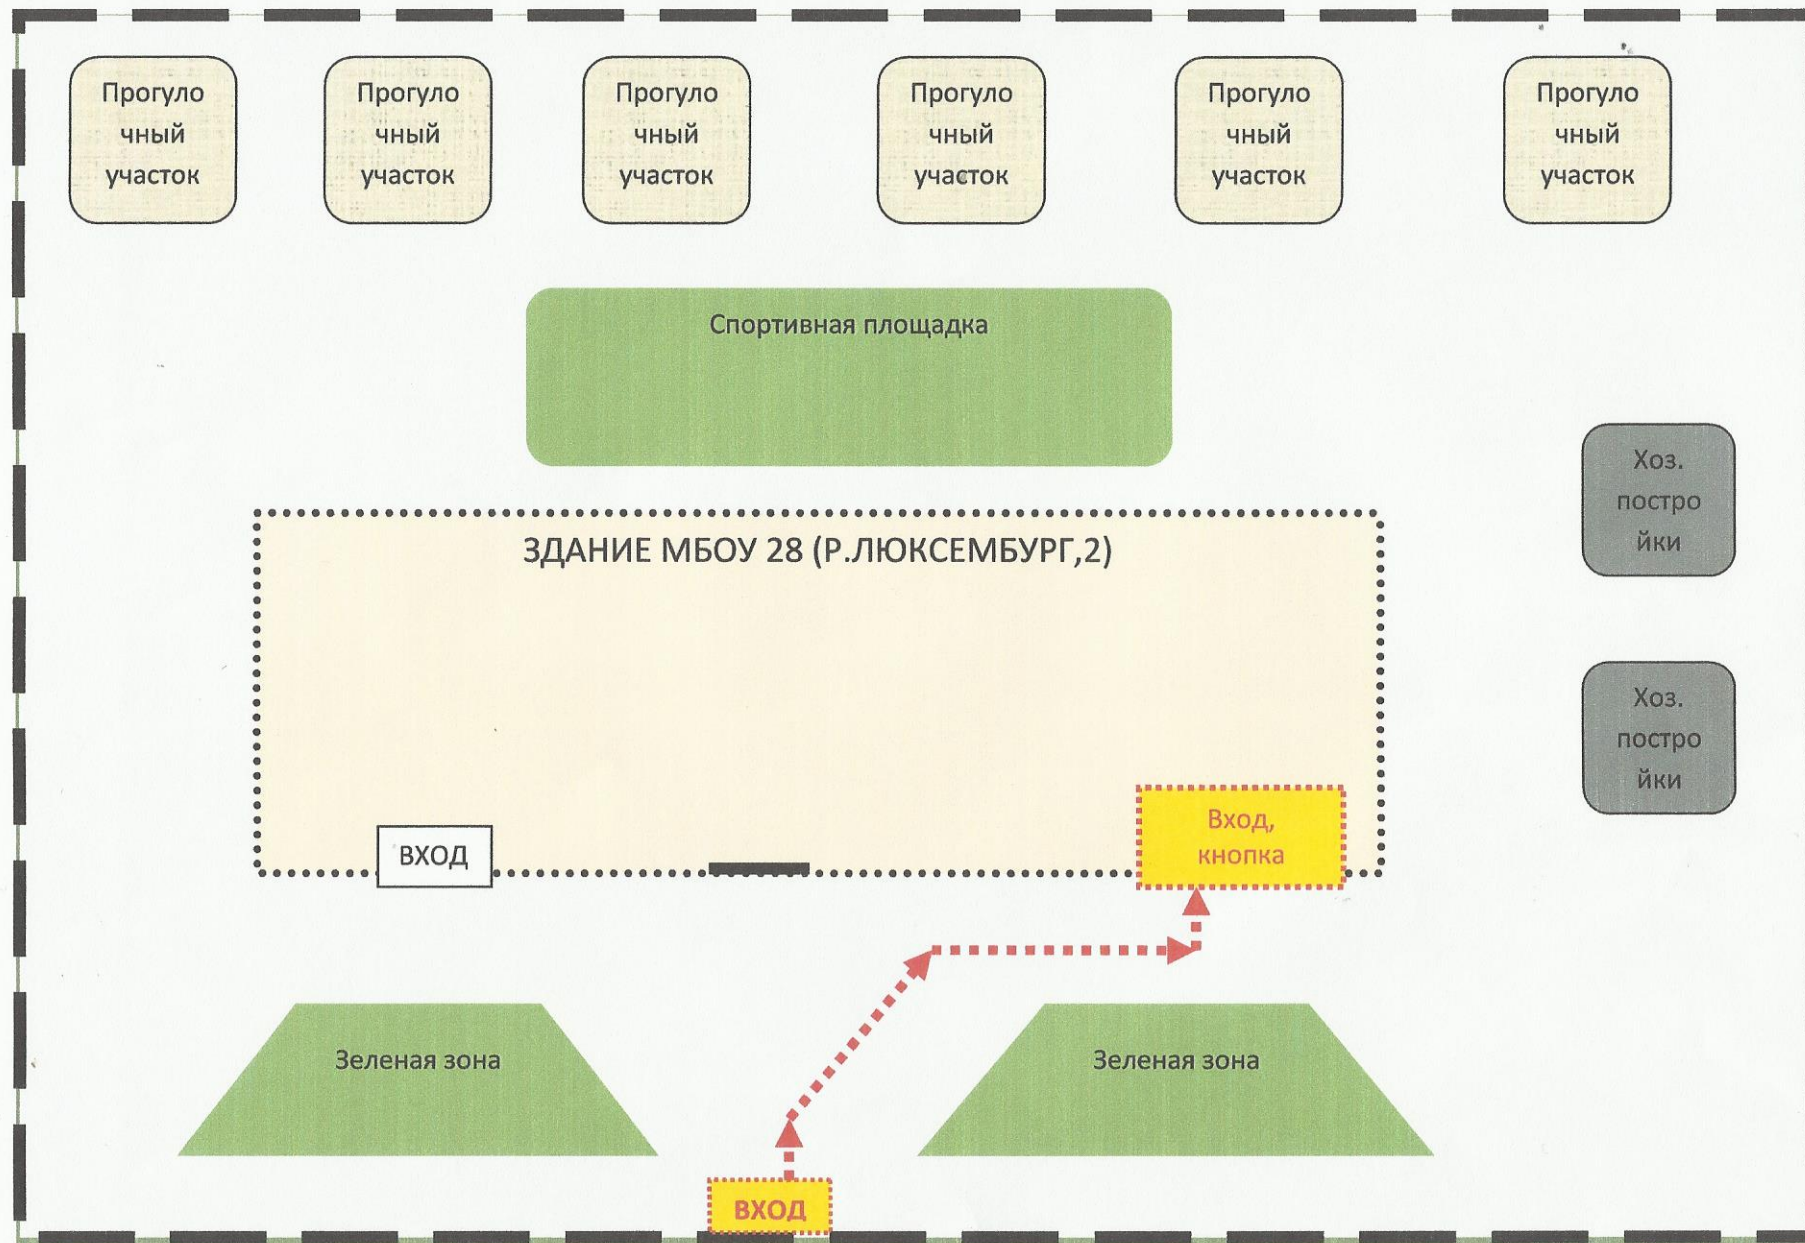 Прогуло
чный
участок
Прогуло
чный
участок
Прогуло
чный
участок
Прогуло
чный
участок
Прогуло
чный
участок
Прогуло
чный
участок
Спортивная площадка
Хоз.
постро
йки
ЗДАНИЕ МБОУ 28 (Р.ЛЮКСЕМБУРГ,2)
Хоз.
постро
йки
ВХОД
Вход,
кнопка
Зеленая зона
Зеленая зона
ВХОД